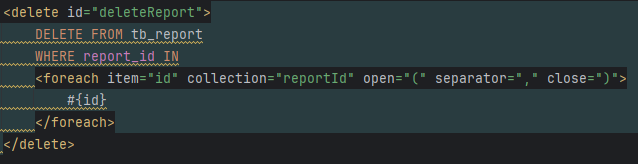 <delete id="deleteReport">
DELETE FROM tb_report
WHERE report_id IN
<foreach item="id" collection="reportId" open="(" separator="," close=")">
#{id}
</foreach>
</delete>